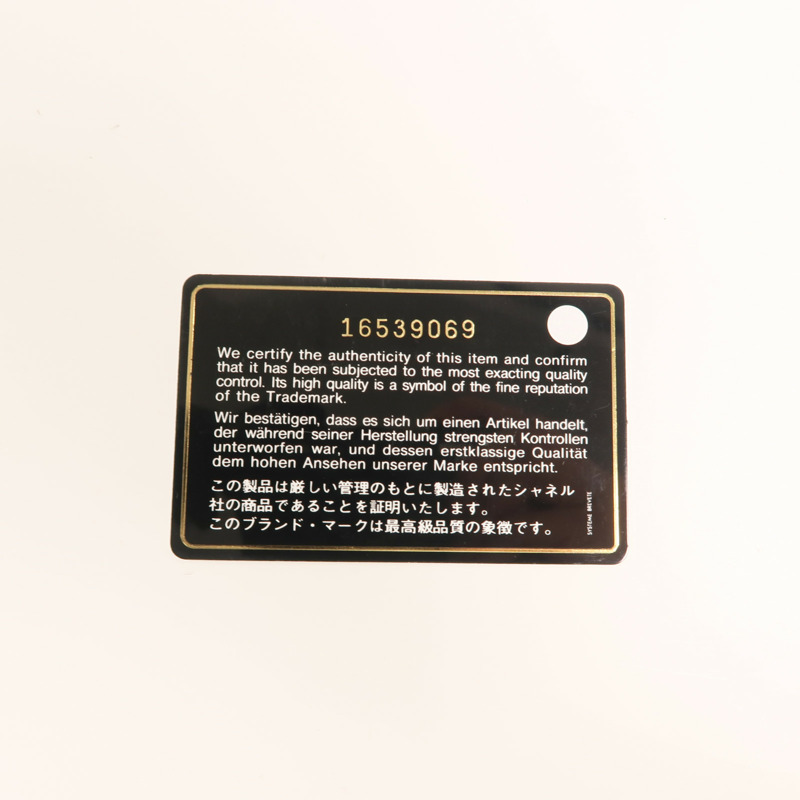 16539069
We certify the authenticity of this item and confirm
that it has been subjected to the most exacting quality
control. Its high quality is a symbol of the fine reputation
of the Trademark.
Wir bestätigen, dass es sich um einen Artikel handelt,
der während seiner Herstellung strengsten Kontrollen
unterworfen war, und dessen erstklassige Qualität
dem hohen Ansehen unserer Marke entspricht.
この製品は厳しい管理のもとに製造されたシャネル
社の商品であることを証明いたします。
このブランド・マークは最高級品質の象徴です。
SYSTEME BREVETE